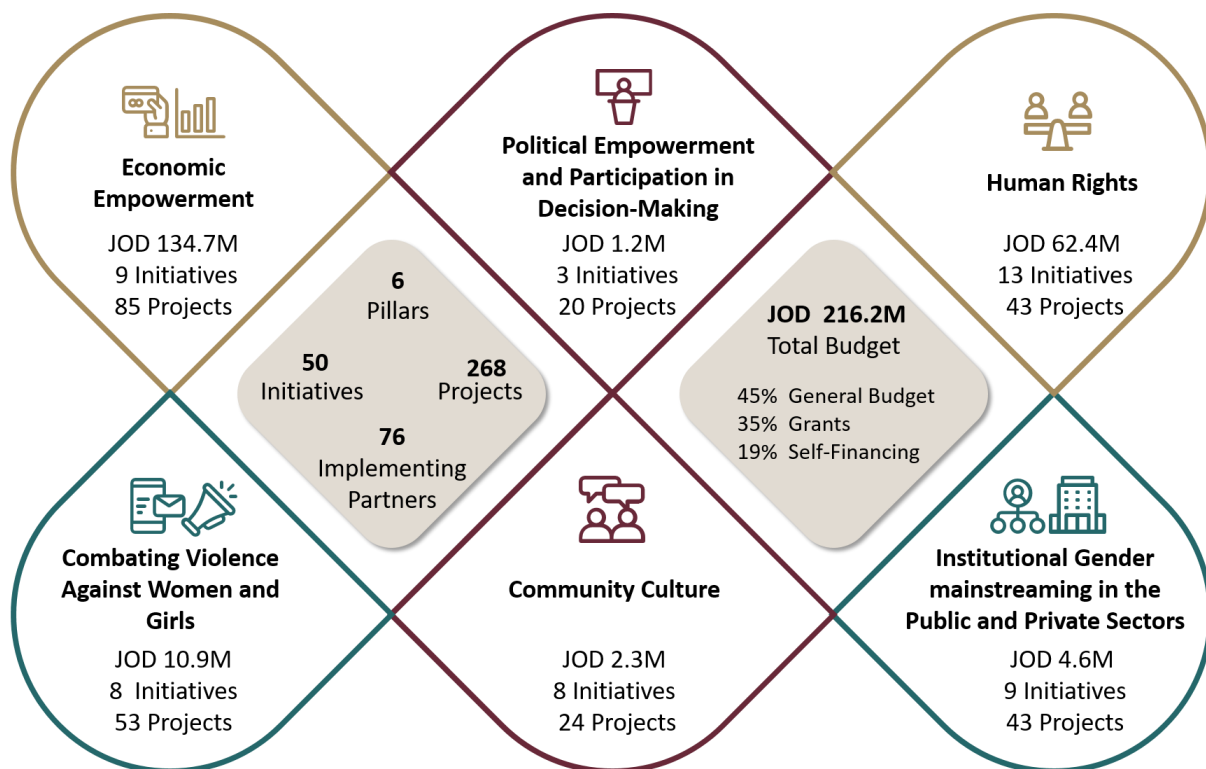 Economic
Empowerment
JOD 134.7M
9 Initiatives
85 Projects
Political Empowerment
and Participation in
Decision-Making
JOD 1.2M
3 Initiatives
20 Projects
Human Rights
JOD 62.4M
13 Initiatives
43 Projects
6
Pillars
50
Initiatives
268
Projects
76
Implementing
Partners
JOD 216.2M
Total Budget
45% General Budget
35% Grants
19% Self-Financing
Combating Violence
Against Women and
Girls
JOD 10.9M
8 Initiatives
53 Projects
Community Culture
JOD 2.3M
8 Initiatives
24 Projects
Institutional Gender
mainstreaming in the
Public and Private Sectors
JOD 4.6M
9 Initiatives
43 Projects